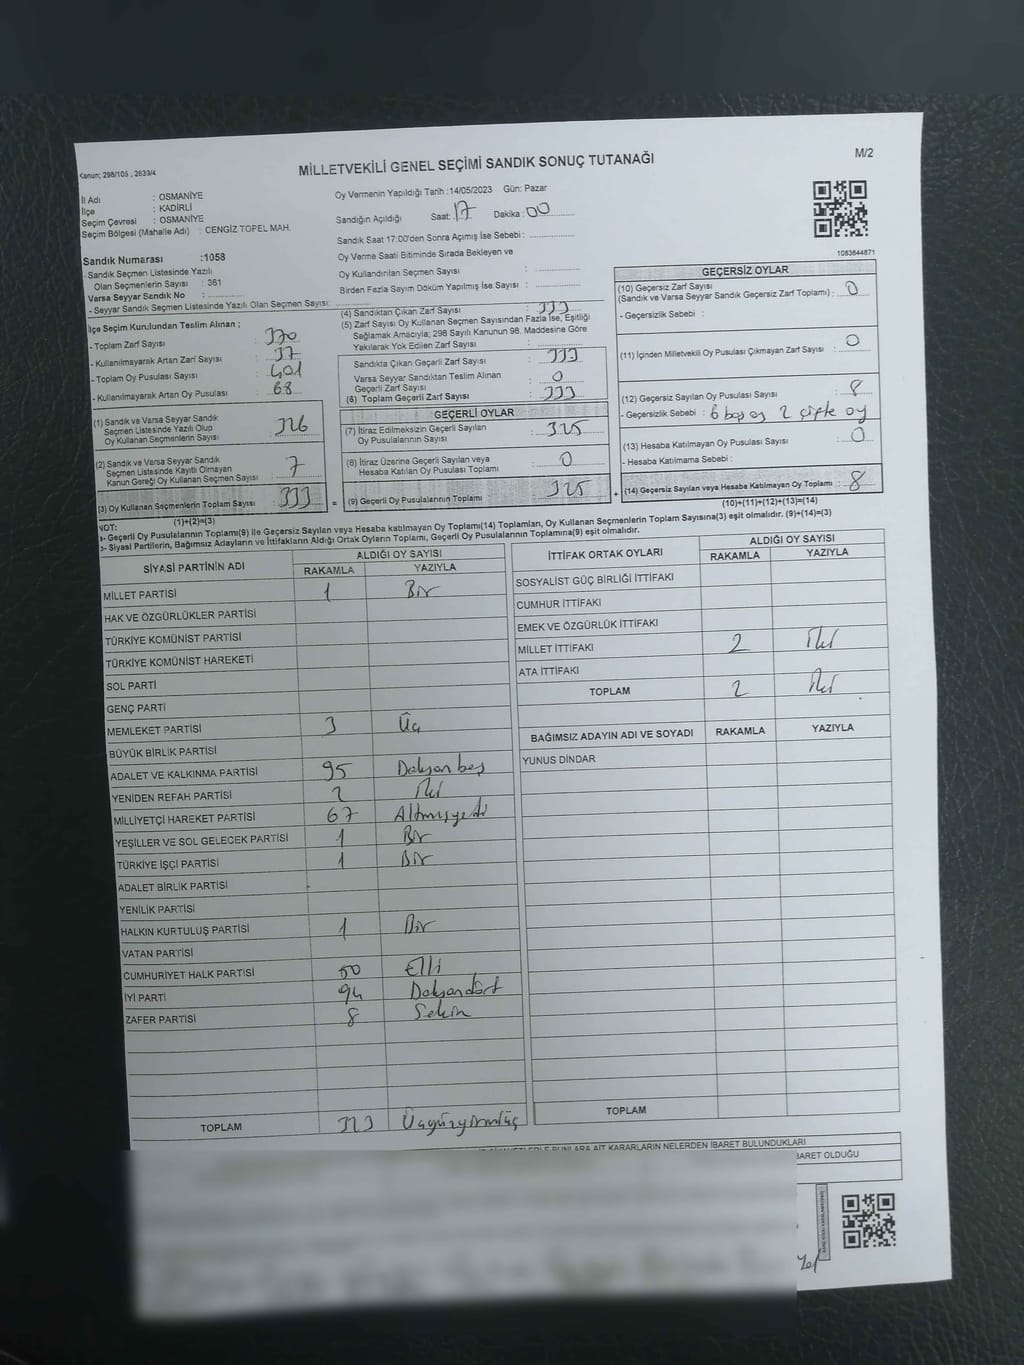 Kanun; 298/105 , 2839/4
MİLLETVEKİLİ GENEL SEÇİMİ SANDIK SONUÇ TUTANAĞI
M/2
İl Adı : OSMANİYE
İlçe : KADİRLİ
Seçim Çevresi : OSMANİYE
Seçim Bölgesi (Mahalle Adı) : CENGİZ TOPEL MAH.
Sandık Numarası :1058
- Sandık Seçmen Listesinde Yazılı
Olan Seçmenlerin Sayısı : 361
Varsa Seyyar Sandık No :
- Seyyar Sandık Seçmen Listesinde Yazılı Olan Seçmen Sayısı:
Oy Vermenin Yapıldığı Tarih :14/05/2023 Gün: Pazar
Sandığın Açıldığı Saat: 17 Dakika : 00
Sandık Saat 17:00'den Sonra Açımış İse Sebebi :
Oy Verme Saati Bitiminde Sırada Bekleyen ve
Oy Kullandırılan Seçmen Sayısı :
Birden Fazla Sayım Döküm Yapılmış İse Sayısı :
1083644871
İlçe Seçim Kurulundan Teslim Alınan ;
- Toplam Zarf Sayısı : 370
- Kullanılmayarak Artan Zarf Sayısı : 37
- Toplam Oy Pusulası Sayısı : 401
- Kullanılmayarak Artan Oy Pusulası : 68
(1) Sandık ve Varsa Seyyar Sandık
Seçmen Listesinde Yazılı Olup
Oy Kullanan Seçmenlerin Sayısı 326
(2) Sandık ve Varsa Seyyar Sandık
Seçmen Listesinde Kayıtlı Olmayan
Kanun Gereği Oy Kullanan Seçmen Sayısı 7
(3) Oy Kullanan Seçmenlerin Toplam Sayısı 333 =
(1)+(2)=(3)
(4) Sandıktan Çıkan Zarf Sayısı : 333
(5) Zarf Sayısı Oy Kullanan Seçmen Sayısından Fazla İse, Eşitliği
Sağlamak Amacıyla; 298 Sayılı Kanunun 98. Maddesine Göre
Yakılarak Yok Edilen Zarf Sayısı :
Sandıkta Çıkan Geçerli Zarf Sayısı : 333
Varsa Seyyar Sandıktan Teslim Alınan
Geçerli Zarf Sayısı : 0
(6) Toplam Geçerli Zarf Sayısı : 333
GEÇERLİ OYLAR
(7) İtiraz Edilmeksizin Geçerli Sayılan
Oy Pusulalarının Sayısı : 325
(8) İtiraz Üzerine Geçerli Sayılan veya
Hesaba Katılan Oy Pusulası Toplamı : 0
(9) Geçerli Oy Pusulalarının Toplamı : 325 +
GEÇERSİZ OYLAR
(10) Geçersiz Zarf Sayısı
(Sandık ve Varsa Seyyar Sandık Geçersiz Zarf Toplamı) : 0
- Geçersizlik Sebebi :
(11) İçinden Milletvekili Oy Pusulası Çıkmayan Zarf Sayısı : 0
(12) Geçersiz Sayılan Oy Pusulası Sayısı : 8
- Geçersizlik Sebebi : 6 boş oy 2 çifte oy
(13) Hesaba Katılmayan Oy Pusulası Sayısı : 0
- Hesaba Katılmama Sebebi :
(14) Geçersiz Sayılan veya Hesaba Katılmayan Oy Toplamı : 8
(10)+(11)+(12)+(13)=(14)
NOT:
- Geçerli Oy Pusulalarının Toplamı(9) ile Geçersiz Sayılan veya Hesaba katılmayan Oy Toplamı(14) Toplamları, Oy Kullanan Seçmenlerin Toplam Sayısına(3) eşit olmalıdır. (9)+(14)=(3)
- Siyasi Partilerin, Bağımsız Adayların ve İttifakların Aldığı Ortak Oyların Toplamı, Geçerli Oy Pusulalarının Toplamına(9) eşit olmalıdır.
SİYASİ PARTİNİN ADI ALDIĞI OY SAYISI
RAKAMLA YAZIYLA
MİLLET PARTİSİ 1 Bir
HAK VE ÖZGÜRLÜKLER PARTİSİ
TÜRKİYE KOMÜNİST PARTİSİ
TÜRKİYE KOMÜNİST HAREKETİ
SOL PARTİ
GENÇ PARTİ
MEMLEKET PARTİSİ 3 Üç
BÜYÜK BİRLİK PARTİSİ
ADALET VE KALKINMA PARTİSİ 95 Doksan beş
YENİDEN REFAH PARTİSİ 2 İki
MİLLİYETÇİ HAREKET PARTİSİ 67 Altmışyedi
YEŞİLLER VE SOL GELECEK PARTİSİ 1 Bir
TÜRKİYE İŞÇİ PARTİSİ 1 Bir
ADALET BİRLİK PARTİSİ
YENİLİK PARTİSİ
HALKIN KURTULUŞ PARTİSİ 1 Bir
VATAN PARTİSİ
CUMHURİYET HALK PARTİSİ 50 Elli
İYİ PARTİ 94 Doksandört
ZAFER PARTİSİ 8 Sekiz
TOPLAM 323 Üçyüzyirmiüç
İTTİFAK ORTAK OYLARI ALDIĞI OY SAYISI
RAKAMLA YAZIYLA
SOSYALİST GÜÇ BİRLİĞİ İTTİFAKI
CUMHUR İTTİFAKI
EMEK VE ÖZGÜRLÜK İTTİFAKI
MİLLET İTTİFAKI 2 İki
ATA İTTİFAKI
TOPLAM 2 İki
BAĞIMSIZ ADAYIN ADI VE SOYADI RAKAMLA YAZIYLA
YUNUS DİNDAR
TOPLAM
BUNLARA AİT KARARLARIN NELERDEN İBARET BULUNDUKLARI
BARET OLDUĞU